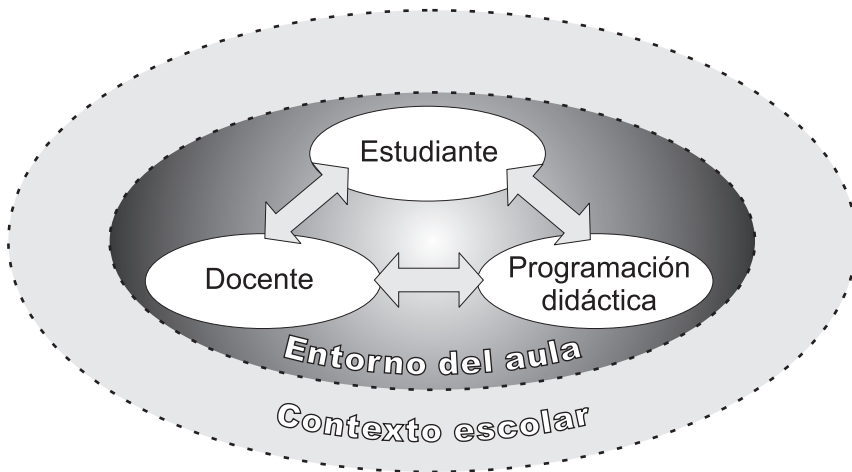 Estudiante
Docente
Programación
didáctica
Entorno del aula
Contexto escolar